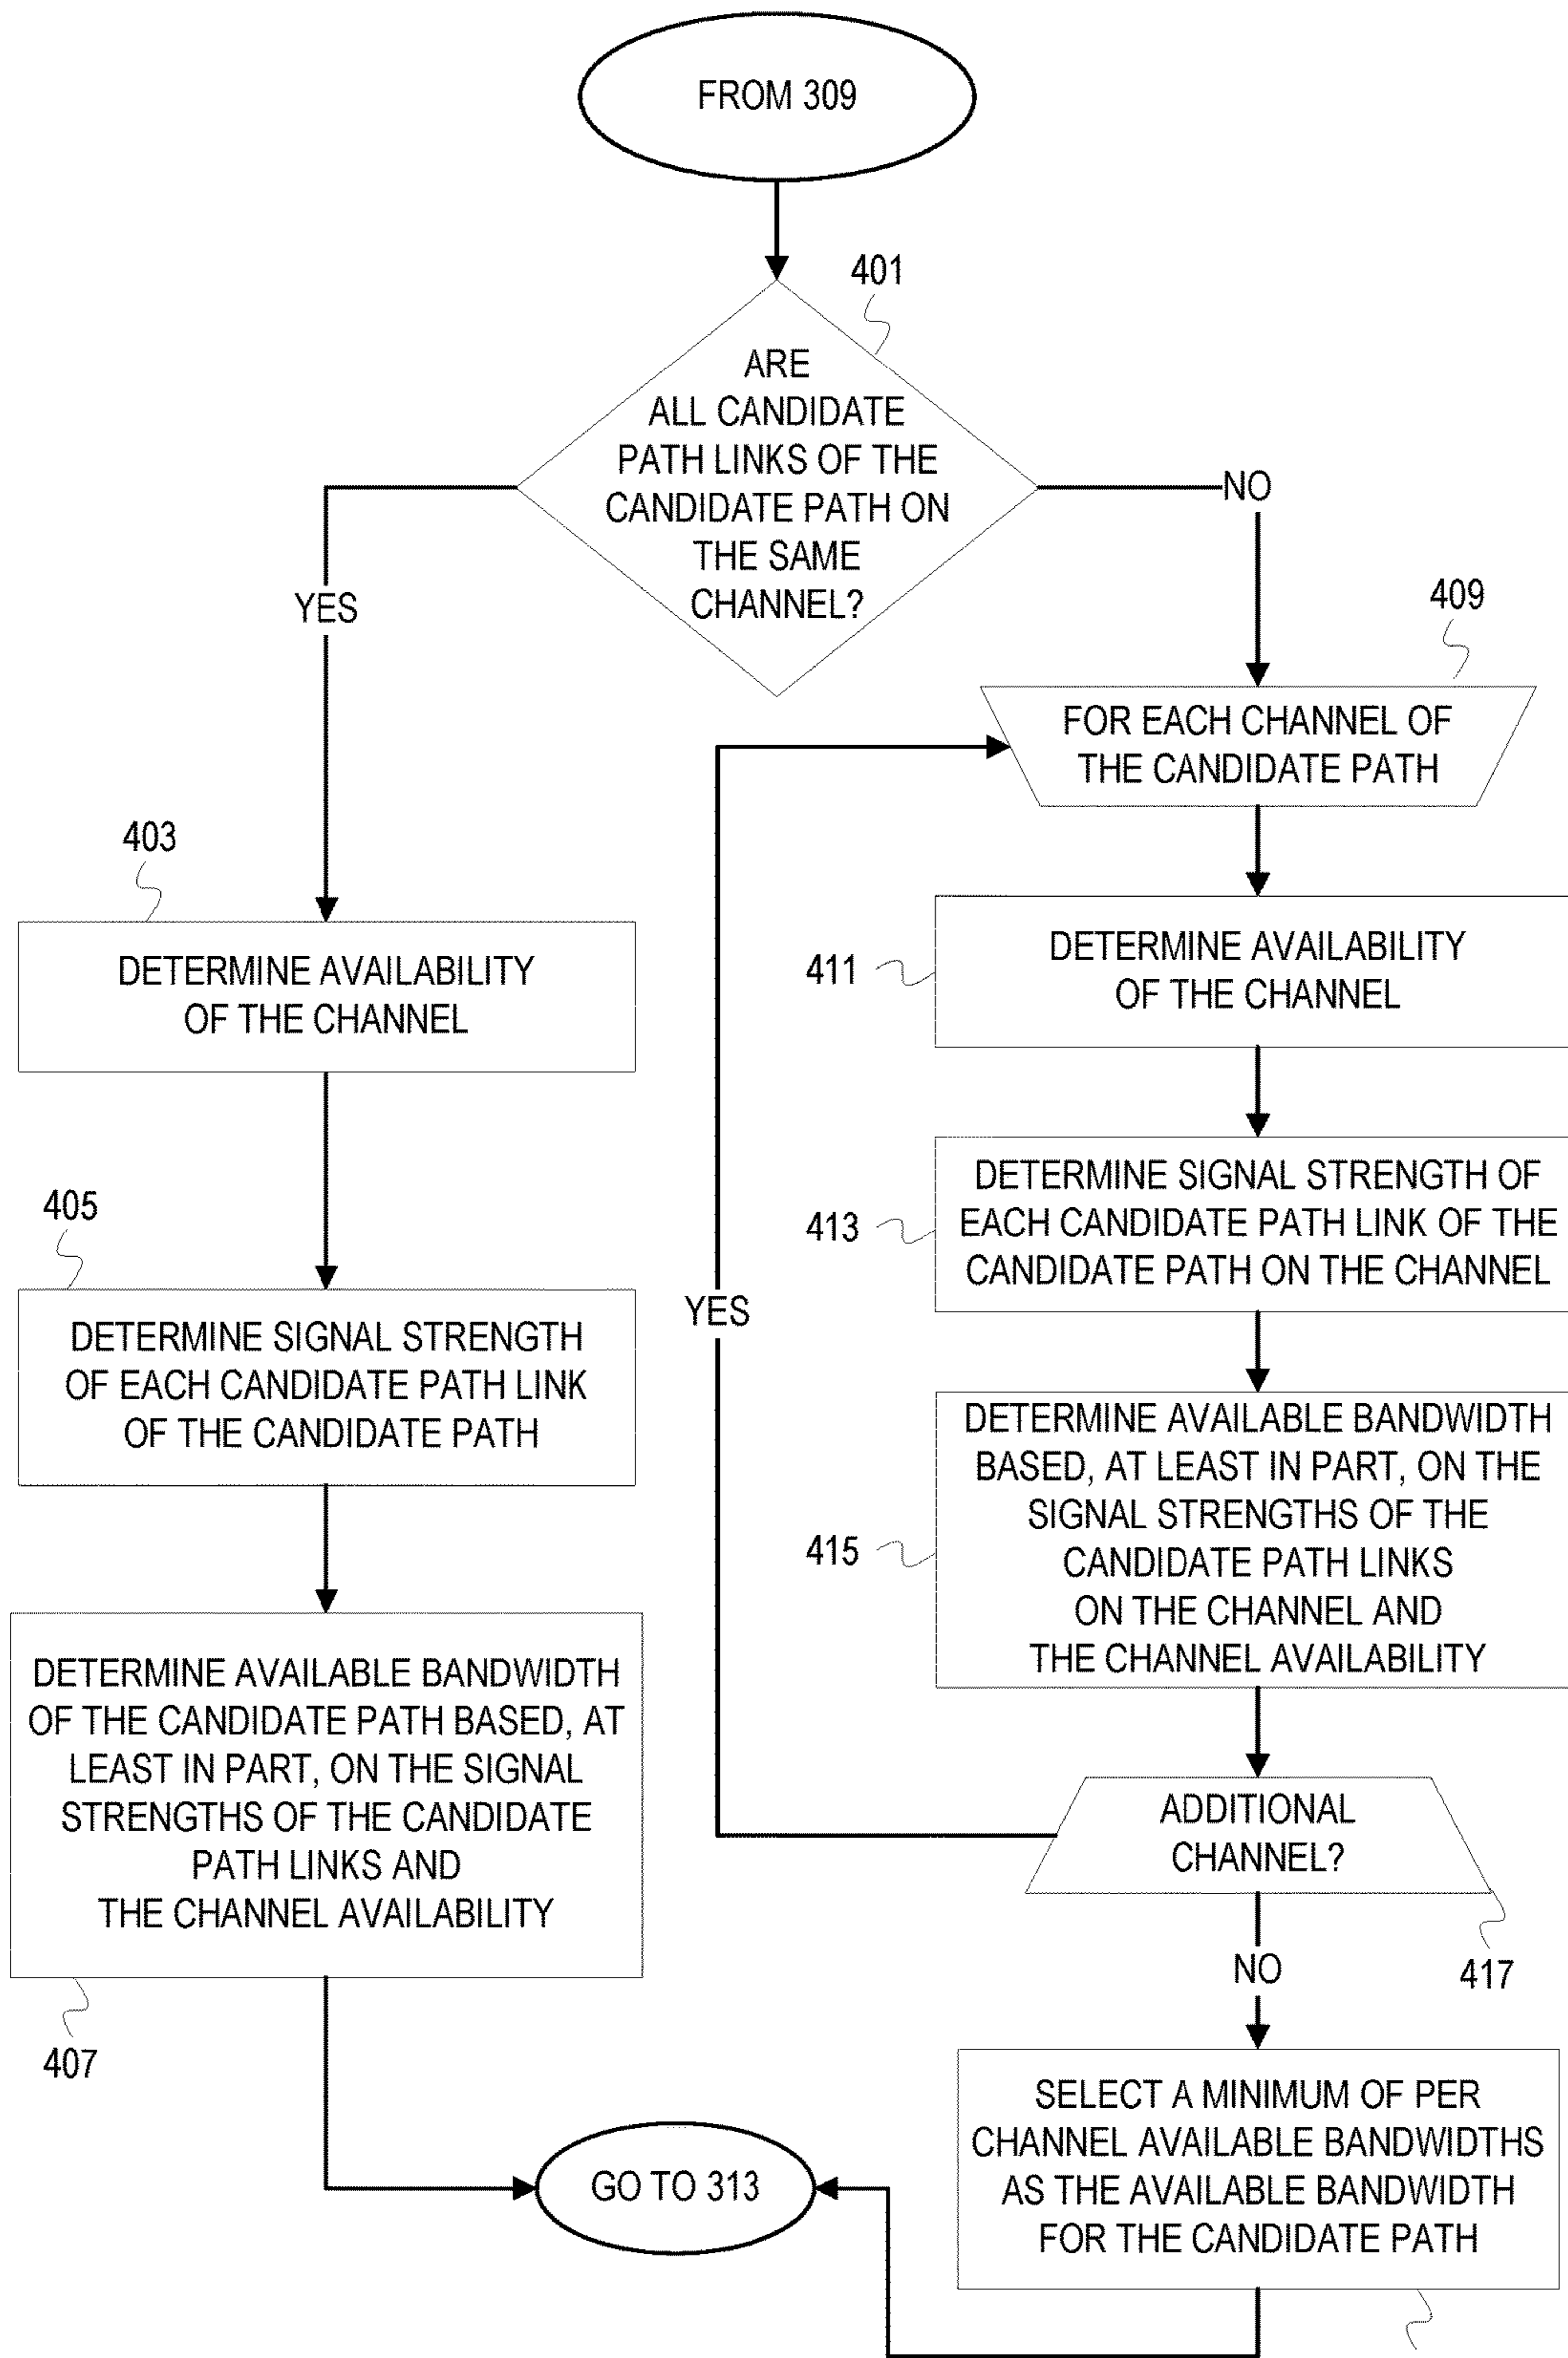 FROM 309
401
ARE
ALL CANDIDATE
PATH LINKS OF THE
CANDIDATE PATH ON
THE SAME
CHANNEL?
YES
NO
403
DETERMINE AVAILABILITY
OF THE CHANNEL
405
DETERMINE SIGNAL STRENGTH
OF EACH CANDIDATE PATH LINK
OF THE CANDIDATE PATH
DETERMINE AVAILABLE BANDWIDTH
OF THE CANDIDATE PATH BASED, AT
LEAST IN PART, ON THE SIGNAL
STRENGTHS OF THE CANDIDATE
PATH LINKS AND
THE CHANNEL AVAILABILITY
407
409
FOR EACH CHANNEL OF
THE CANDIDATE PATH
411
DETERMINE AVAILABILITY
OF THE CHANNEL
413
DETERMINE SIGNAL STRENGTH OF
EACH CANDIDATE PATH LINK OF THE
CANDIDATE PATH ON THE CHANNEL
YES
415
DETERMINE AVAILABLE BANDWIDTH
BASED, AT LEAST IN PART, ON THE
SIGNAL STRENGTHS OF THE
CANDIDATE PATH LINKS
ON THE CHANNEL AND
THE CHANNEL AVAILABILITY
ADDITIONAL
CHANNEL?
417
NO
SELECT A MINIMUM OF PER
CHANNEL AVAILABLE BANDWIDTHS
AS THE AVAILABLE BANDWIDTH
FOR THE CANDIDATE PATH
GO TO 313